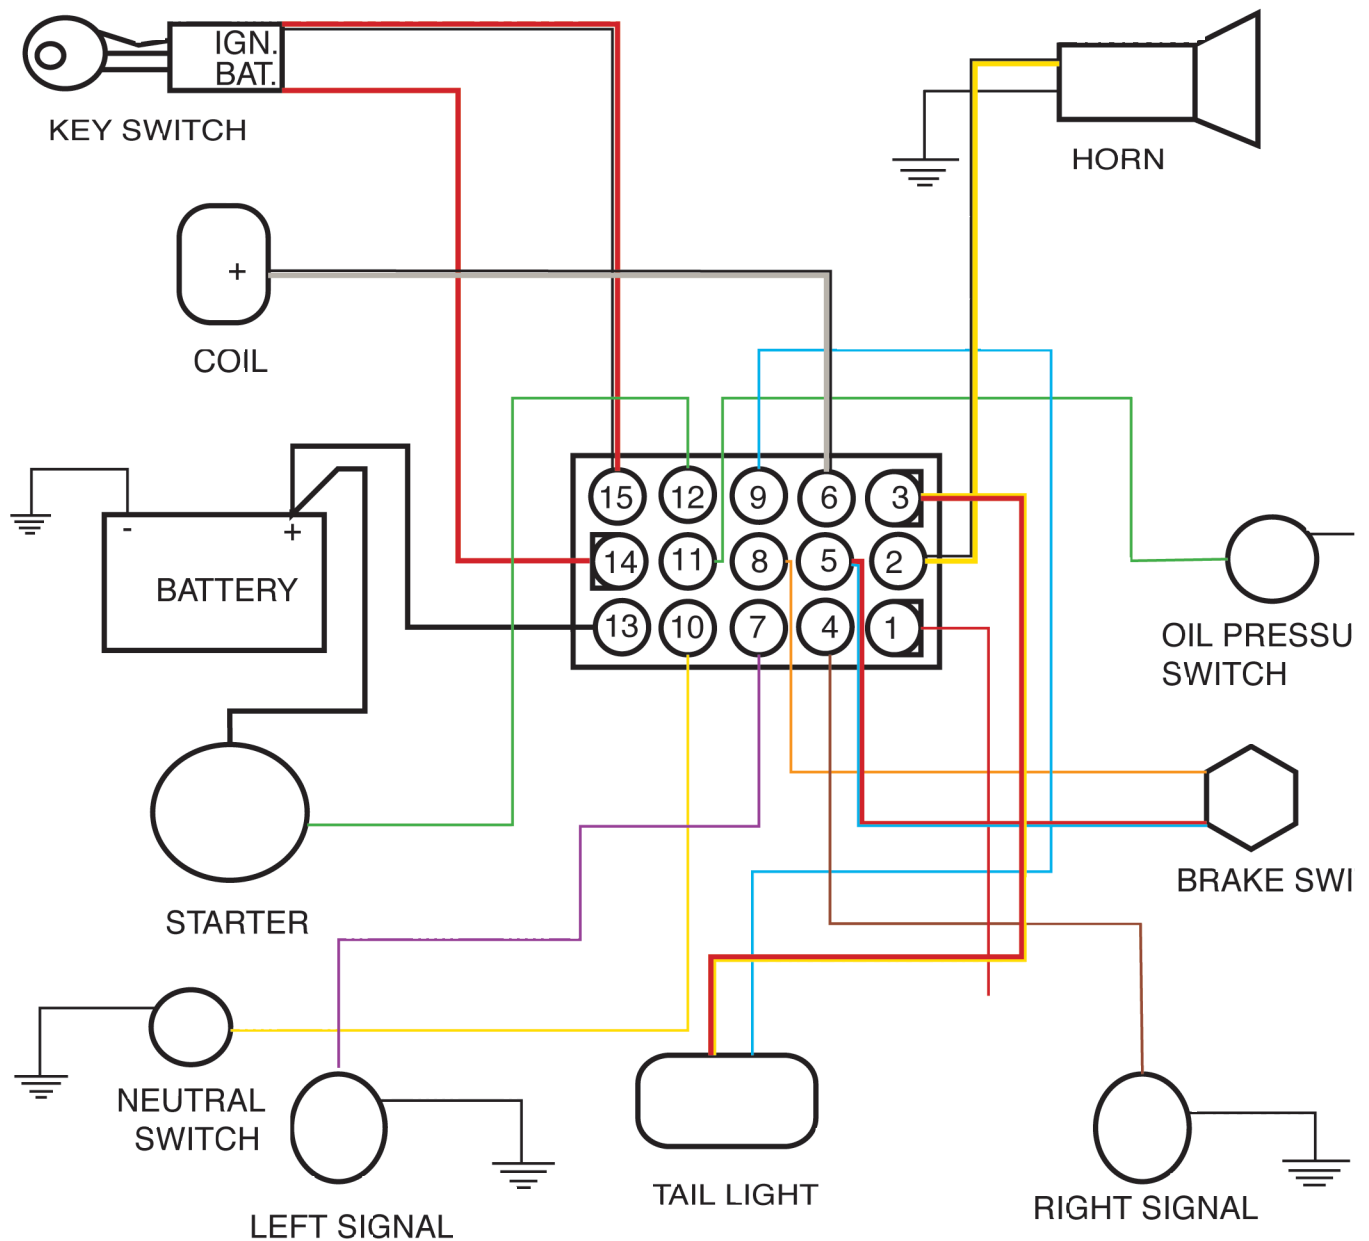 IGN.
BAT.
KEY SWITCH
HORN
+
COIL
15 12 9 6 3
- +
BATTERY
14 11 8 5 2
13 10 7 4 1
OIL PRESSU
SWITCH
BRAKE SWI
STARTER
NEUTRAL
SWITCH
TAIL LIGHT
RIGHT SIGNAL
LEFT SIGNAL